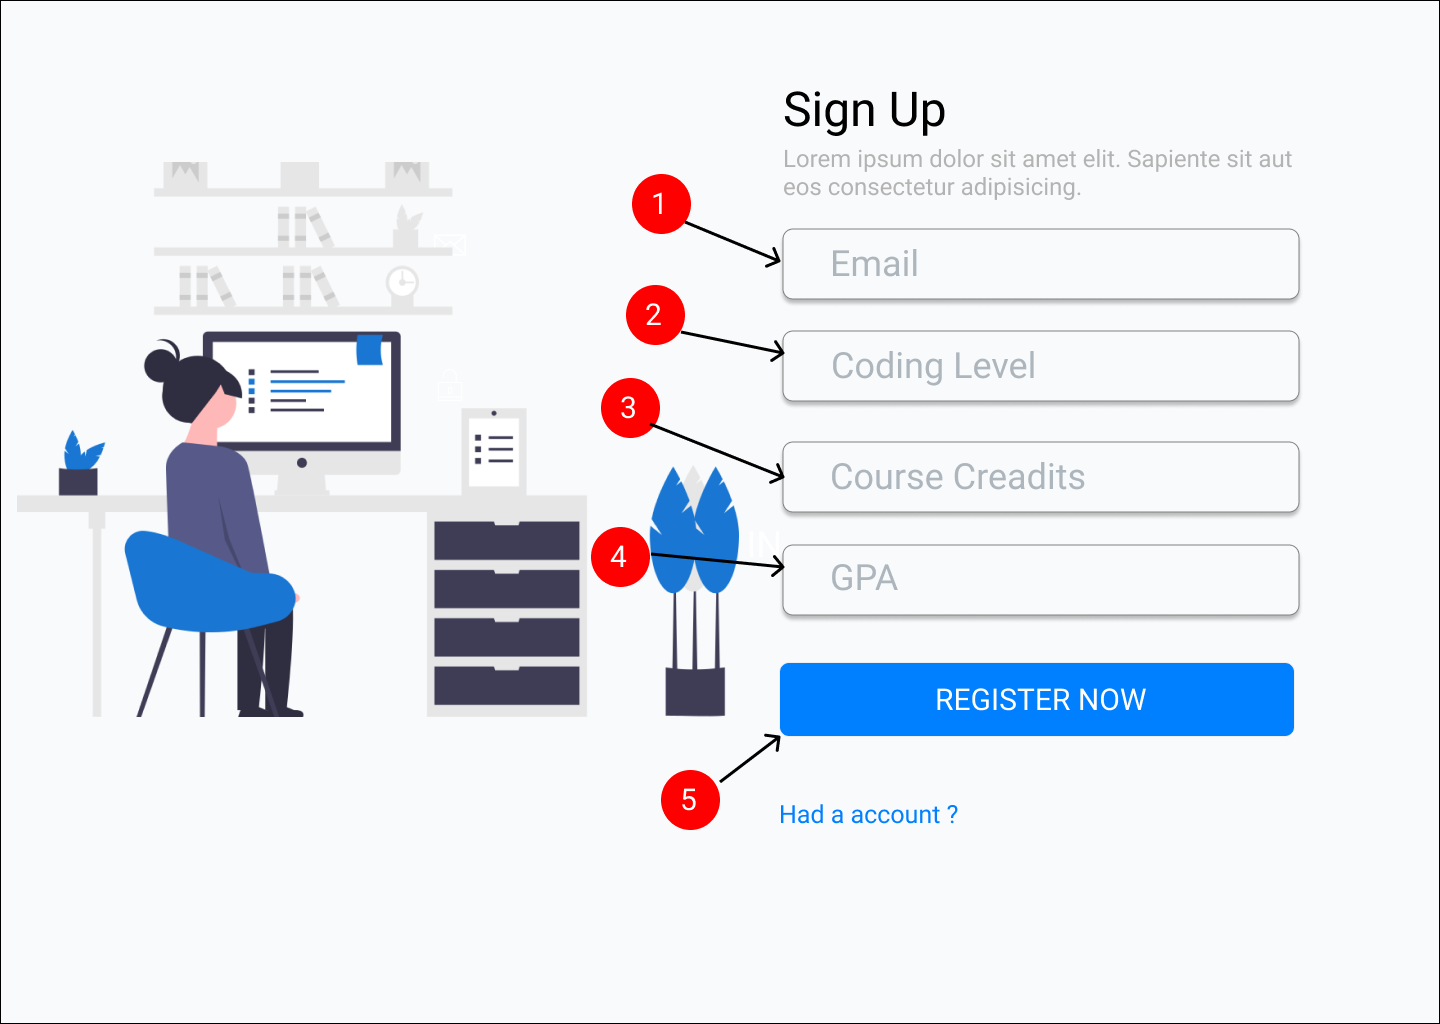 Sign Up
Lorem ipsum dolor sit amet elit. Sapiente sit aut
eos consectetur adipisicing.
1
Email
2
Coding Level
3
Course Creadits
4
IN
GPA
REGISTER NOW
5
Had a account ?